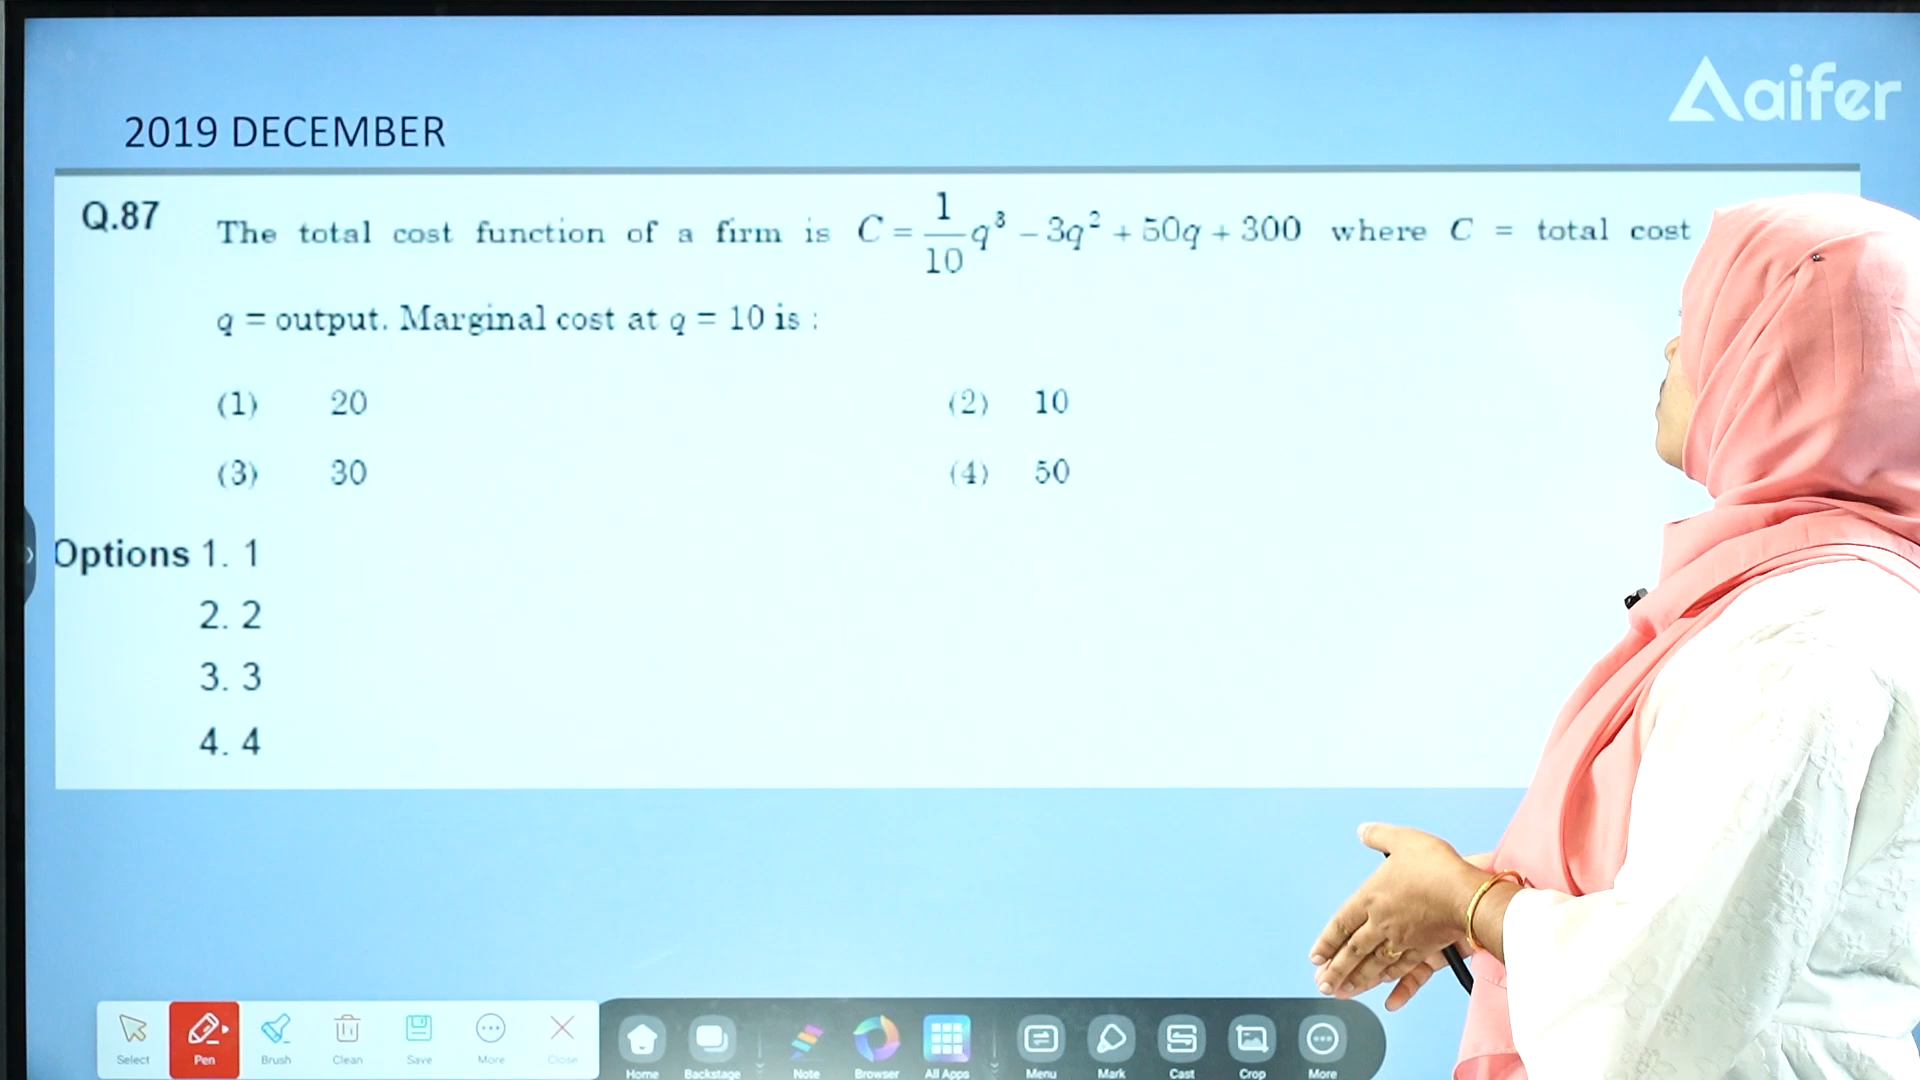 aifer
2019 DECEMBER
Q.87 The total cost function of a firm is C = \frac{1}{10}q³ – 3q² + 50q + 300 where C = total cost
q = output. Marginal cost at q = 10 is :
(1) 20 (2) 10
(3) 30 (4) 50
Options 1. 1
2. 2
3. 3
4. 4
Select Pen Brush Clean Save More Close Home Backstage Note Browser All Apps Menu Mark Cast Crop More